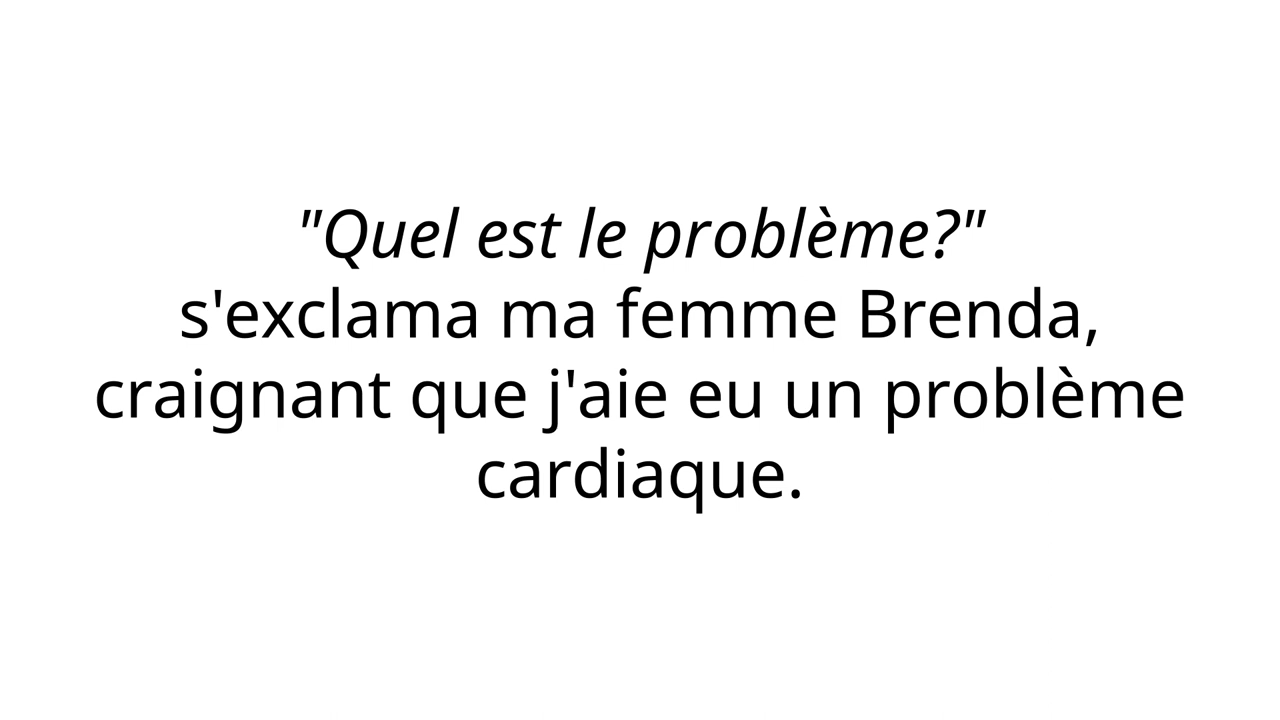 "Quel est le problème?"
s'exclama ma femme Brenda,
craignant que j'aie eu un problème
cardiaque.